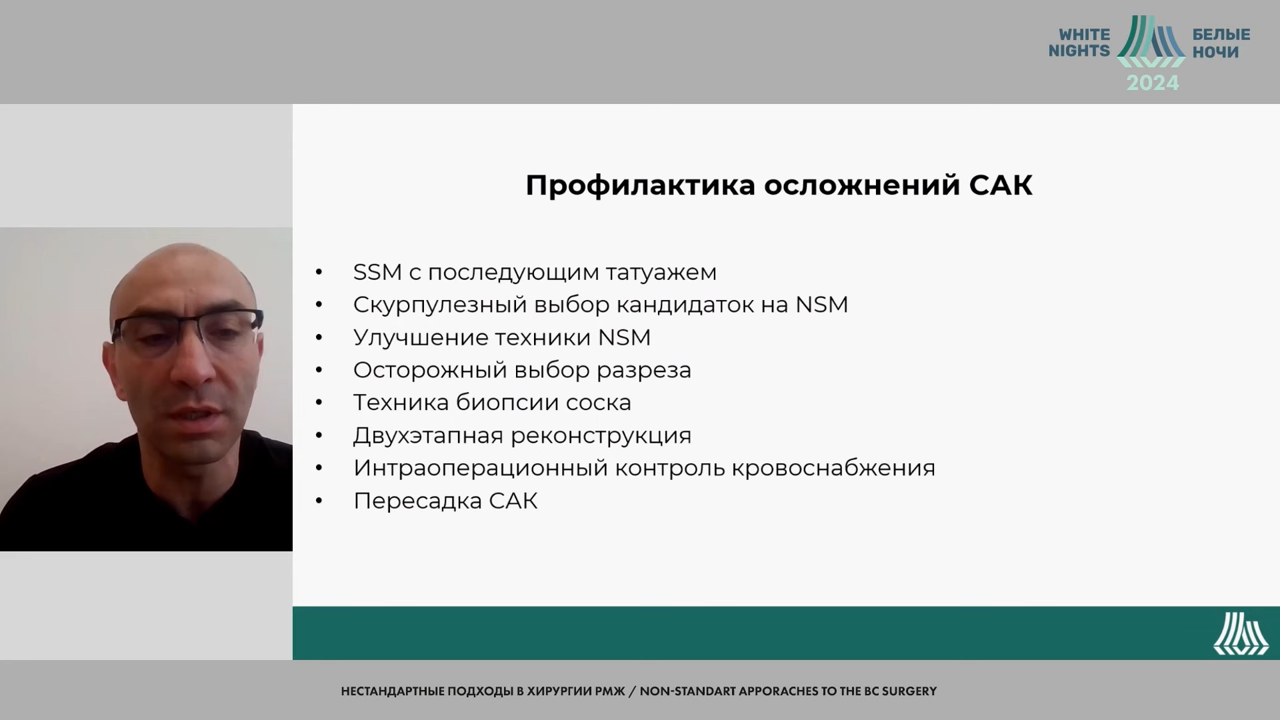 WHITE
NIGHTS
БЕЛЫЕ
НОЧИ
2024
Профилактика осложнений САК
• SSM с последующим татуажем
• Скурпулезный выбор кандидаток на NSM
• Улучшение техники NSM
• Осторожный выбор разреза
• Техника биопсии соска
• Двухэтапная реконструкция
• Интраоперационный контроль кровоснабжения
• Пересадка САК
НЕСТАНДАРТНЫЕ ПОДХОДЫ В ХИРУРГИИ РМЖ / NON-STANDART APPORACHES TO THE BC SURGERY